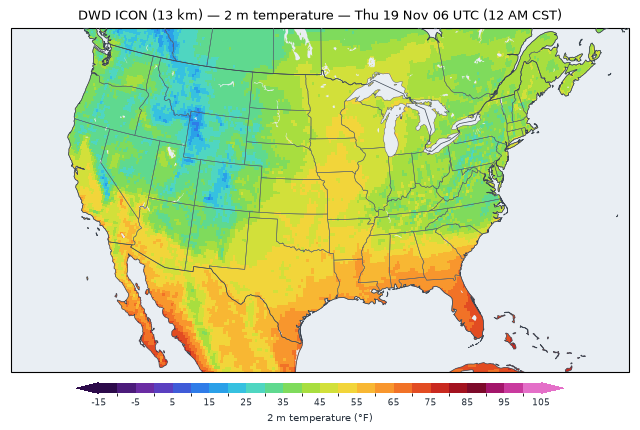 DWD ICON (13 km) — 2 m temperature — Thu 19 Nov 06 UTC (12 AM CST)
-15 -5 5 15 25 35 45 55 65 75 85 95 105
2 m temperature (°F)